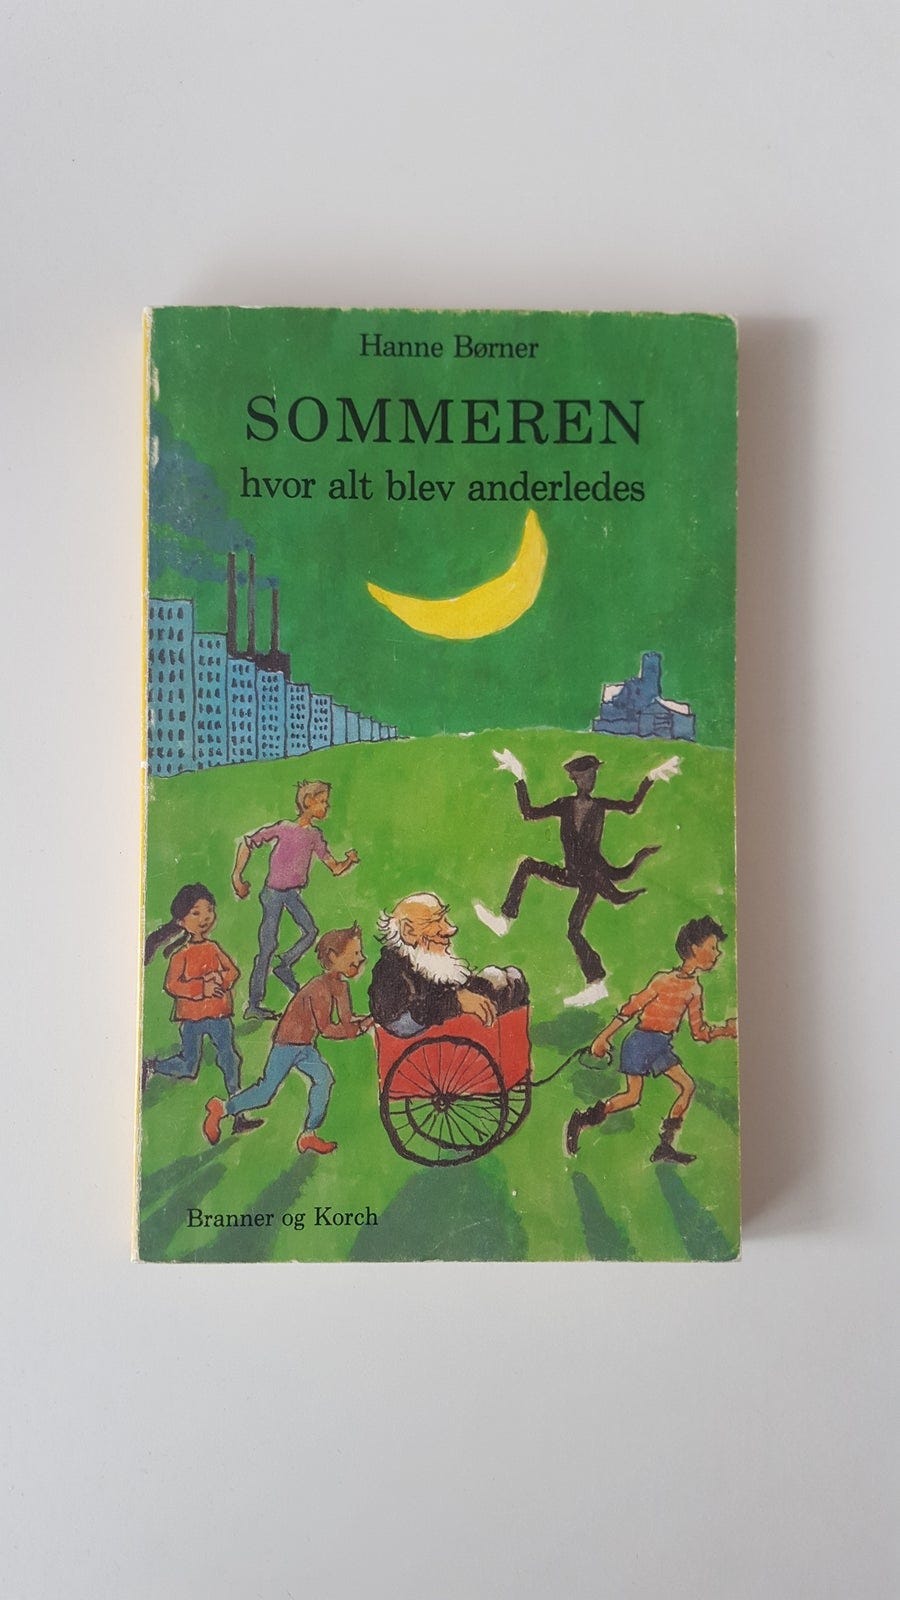 Hanne Børner
SOMMEREN
hvor alt blev anderledes
Branner og Korch